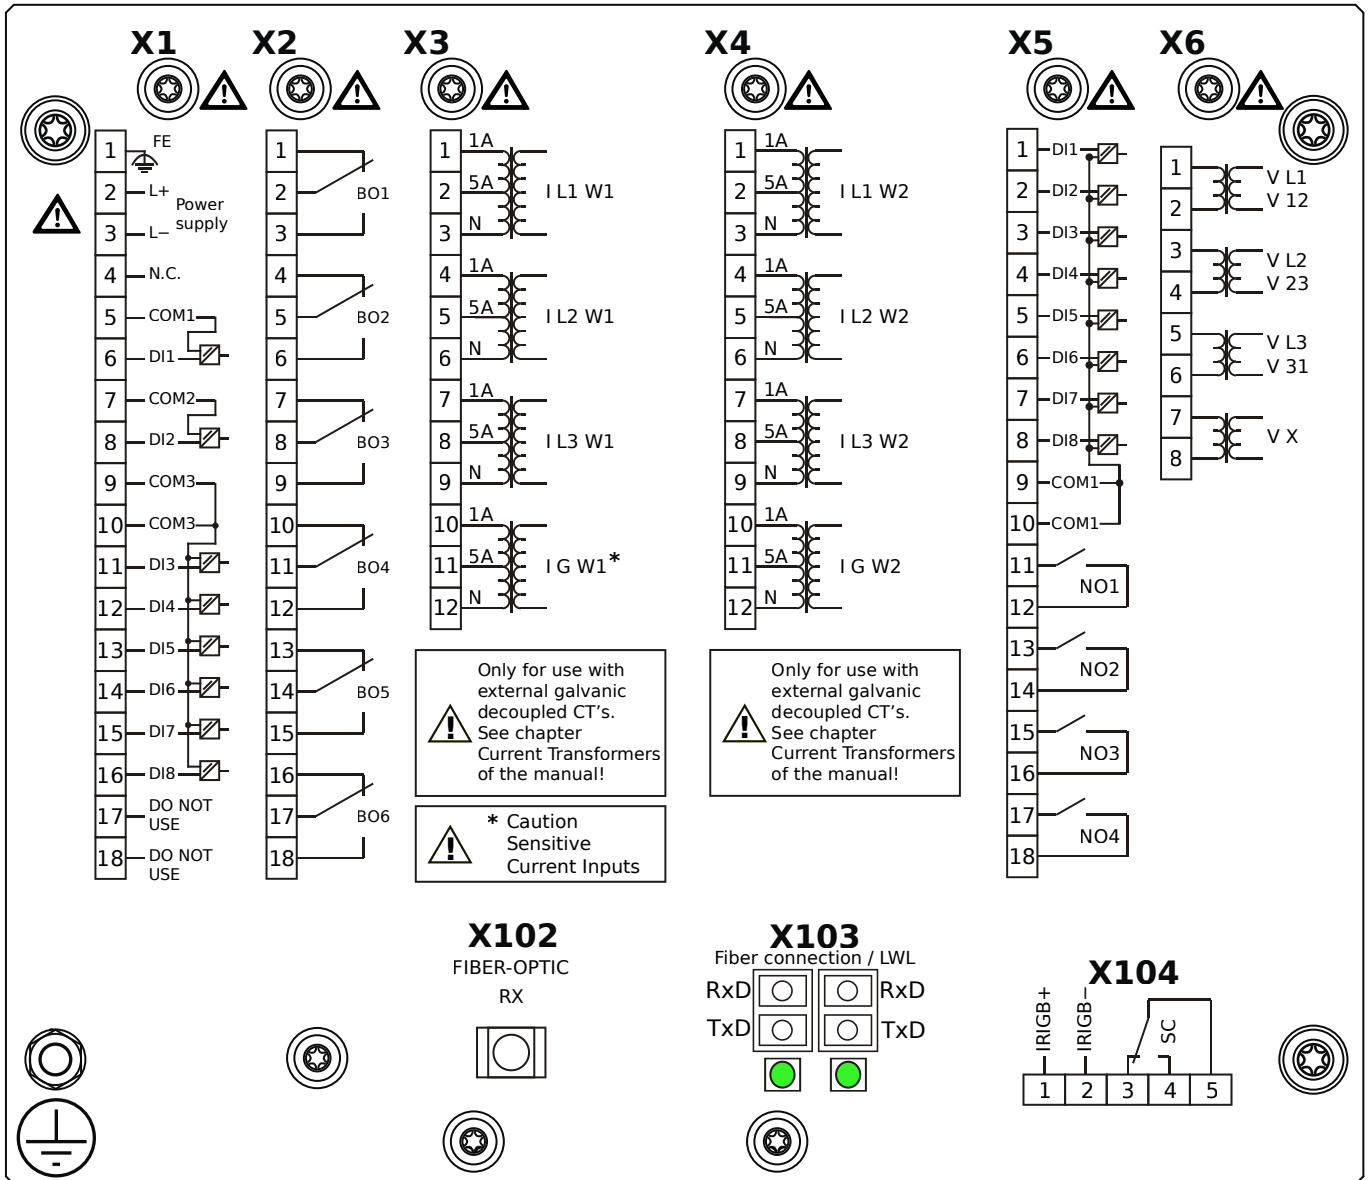 X1
X2
X3
X4
X5
X6
1
FE
2
L+
Power
supply
3
L−
4
N.C.
5
COM1
6
DI1
7
COM2
8
DI2
9
COM3
10
COM3
11
DI3
12
DI4
13
DI5
14
DI6
15
DI7
16
DI8
17
DO NOT
USE
18
DO NOT
USE
1
2
BO1
3
4
5
BO2
6
7
8
BO3
9
10
11
BO4
12
13
14
BO5
15
16
17
BO6
18
1
1A
2
5A
I L1 W1
3
N
4
1A
5
5A
I L2 W1
6
N
7
1A
8
5A
I L3 W1
9
N
10
1A
11
5A
I G W1*
12
N
Only for use with
external galvanic
decoupled CT's.
See chapter
Current Transformers
of the manual!
* Caution
Sensitive
Current Inputs
1
1A
2
5A
I L1 W2
3
N
4
1A
5
5A
I L2 W2
6
N
7
1A
8
5A
I L3 W2
9
N
10
1A
11
5A
I G W2
12
N
Only for use with
external galvanic
decoupled CT's.
See chapter
Current Transformers
of the manual!
1
DI1
2
DI2
3
DI3
4
DI4
5
DI5
6
DI6
7
DI7
8
DI8
9
COM1
10
COM1
11
NO1
12
13
NO2
14
15
NO3
16
17
NO4
18
1
V L1
2
V 12
3
V L2
4
V 23
5
V L3
6
V 31
7
V X
8
X102
FIBER-OPTIC
RX
X103
Fiber connection / LWL
RxD
RxD
TxD
TxD
X104
IRIGB+
IRIGB−
SC
1
2
3
4
5